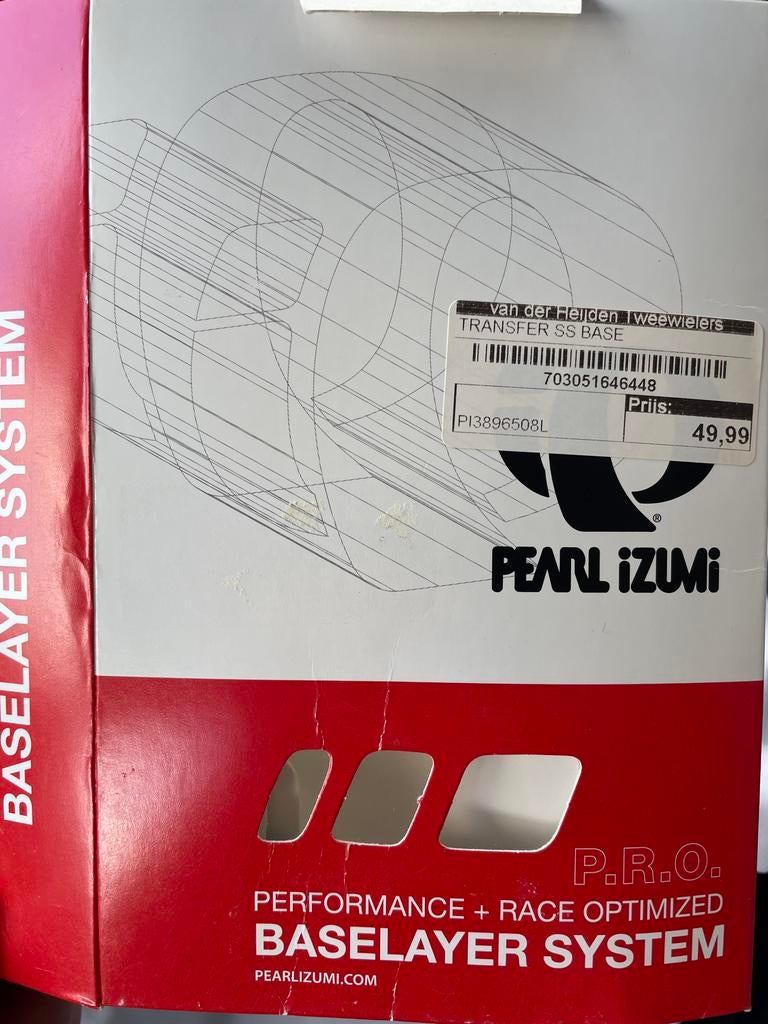 BASELAYER SYSTEM
van der Heijden Tweewielers
TRANSFER SS BASE
703051646448
Prijs:
PI3896508L
49,99
®
PEARL iZUMi
P.R.O.
PERFORMANCE + RACE OPTIMIZED
BASELAYER SYSTEM
PEARLIZUMI.COM